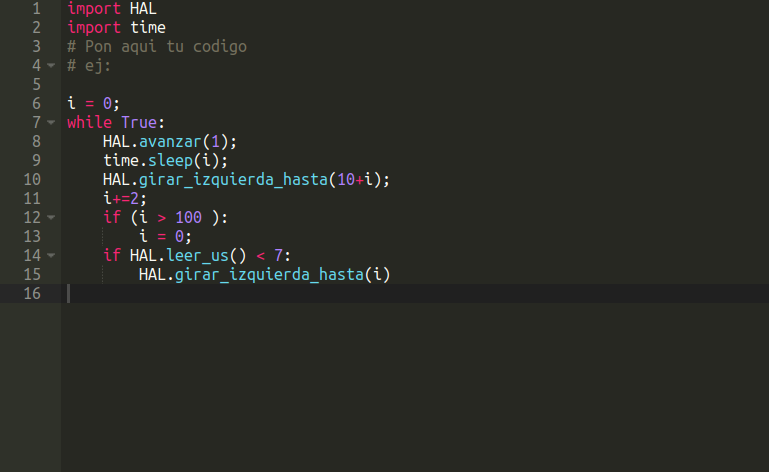 1 import HAL
2 import time
3 # Pon aqui tu codigo
4 # ej:
5
6 i = 0;
7 while True:
8     HAL.avanzar(1);
9     time.sleep(i);
10     HAL.girar_izquierda_hasta(10+i);
11     i+=2;
12     if (i > 100 ):
13         i = 0;
14     if HAL.leer_us() < 7:
15         HAL.girar_izquierda_hasta(i)
16